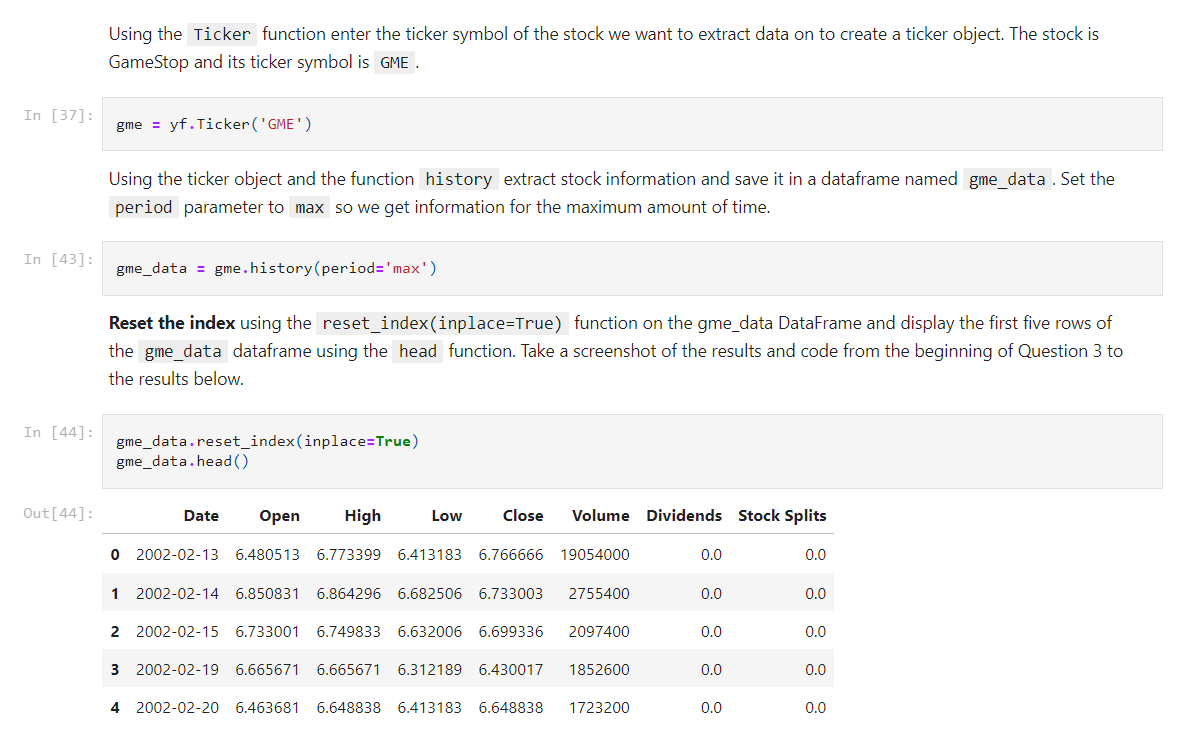 Using the Ticker function enter the ticker symbol of the stock we want to extract data on to create a ticker object. The stock is
GameStop and its ticker symbol is GME .
In [37]: gme = yf.Ticker('GME')
Using the ticker object and the function history extract stock information and save it in a dataframe named gme_data . Set the
period parameter to max so we get information for the maximum amount of time.
In [43]: gme_data = gme.history(period='max')
Reset the index using the reset_index(inplace=True) function on the gme_data DataFrame and display the first five rows of
the gme_data dataframe using the head function. Take a screenshot of the results and code from the beginning of Question 3 to
the results below.
In [44]: gme_data.reset_index(inplace=True)
gme_data.head()
Out[44]: Date Open High Low Close Volume Dividends Stock Splits
0 2002-02-13 6.480513 6.773399 6.413183 6.766666 19054000 0.0 0.0
1 2002-02-14 6.850831 6.864296 6.682506 6.733003 2755400 0.0 0.0
2 2002-02-15 6.733001 6.749833 6.632006 6.699336 2097400 0.0 0.0
3 2002-02-19 6.665671 6.665671 6.312189 6.430017 1852600 0.0 0.0
4 2002-02-20 6.463681 6.648838 6.413183 6.648838 1723200 0.0 0.0